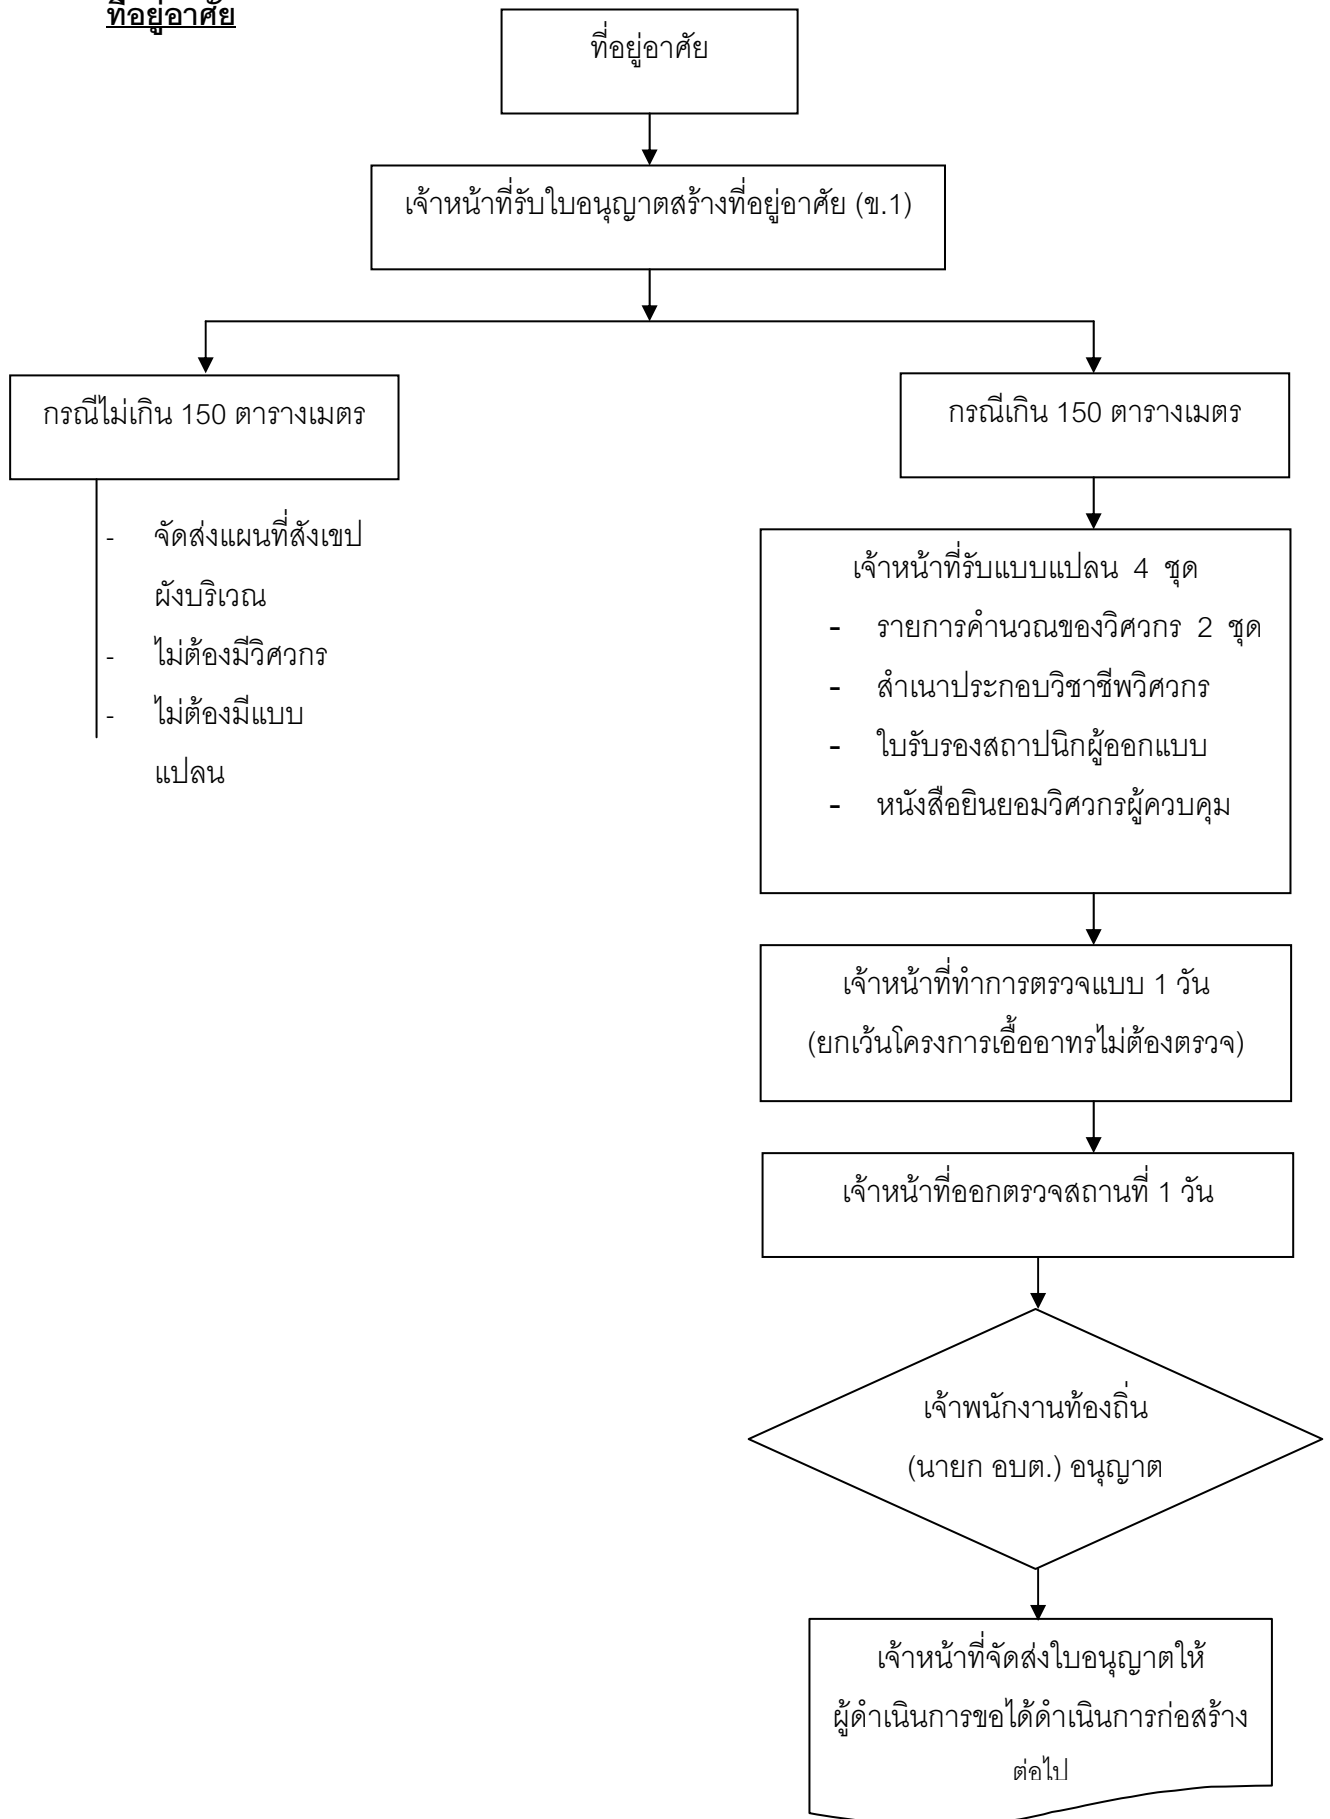 ที่อยู่อาศัย
ที่อยู่อาศัย
เจ้าหน้าที่รับใบอนุญาตสร้างที่อยู่อาศัย (ข.1)
กรณีไม่เกิน 150 ตารางเมตร
- จัดส่งแผนที่สังเขป
ผังบริเวณ
- ไม่ต้องมีวิศวกร
- ไม่ต้องมีแบบ
แปลน
กรณีเกิน 150 ตารางเมตร
เจ้าหน้าที่รับแบบแปลน 4 ชุด
- รายการคำนวณของวิศวกร 2 ชุด
- สำเนาประกอบวิชาชีพวิศวกร
- ใบรับรองสถาปนิกผู้ออกแบบ
- หนังสือยินยอมวิศวกรผู้ควบคุม
เจ้าหน้าที่ทำการตรวจแบบ 1 วัน
(ยกเว้นโครงการเอื้ออาทรไม่ต้องตรวจ)
เจ้าหน้าที่ออกตรวจสถานที่ 1 วัน
เจ้าพนักงานท้องถิ่น
(นายก อบต.) อนุญาต
เจ้าหน้าที่จัดส่งใบอนุญาตให้
ผู้ดำเนินการขอได้ดำเนินการก่อสร้าง
ต่อไป